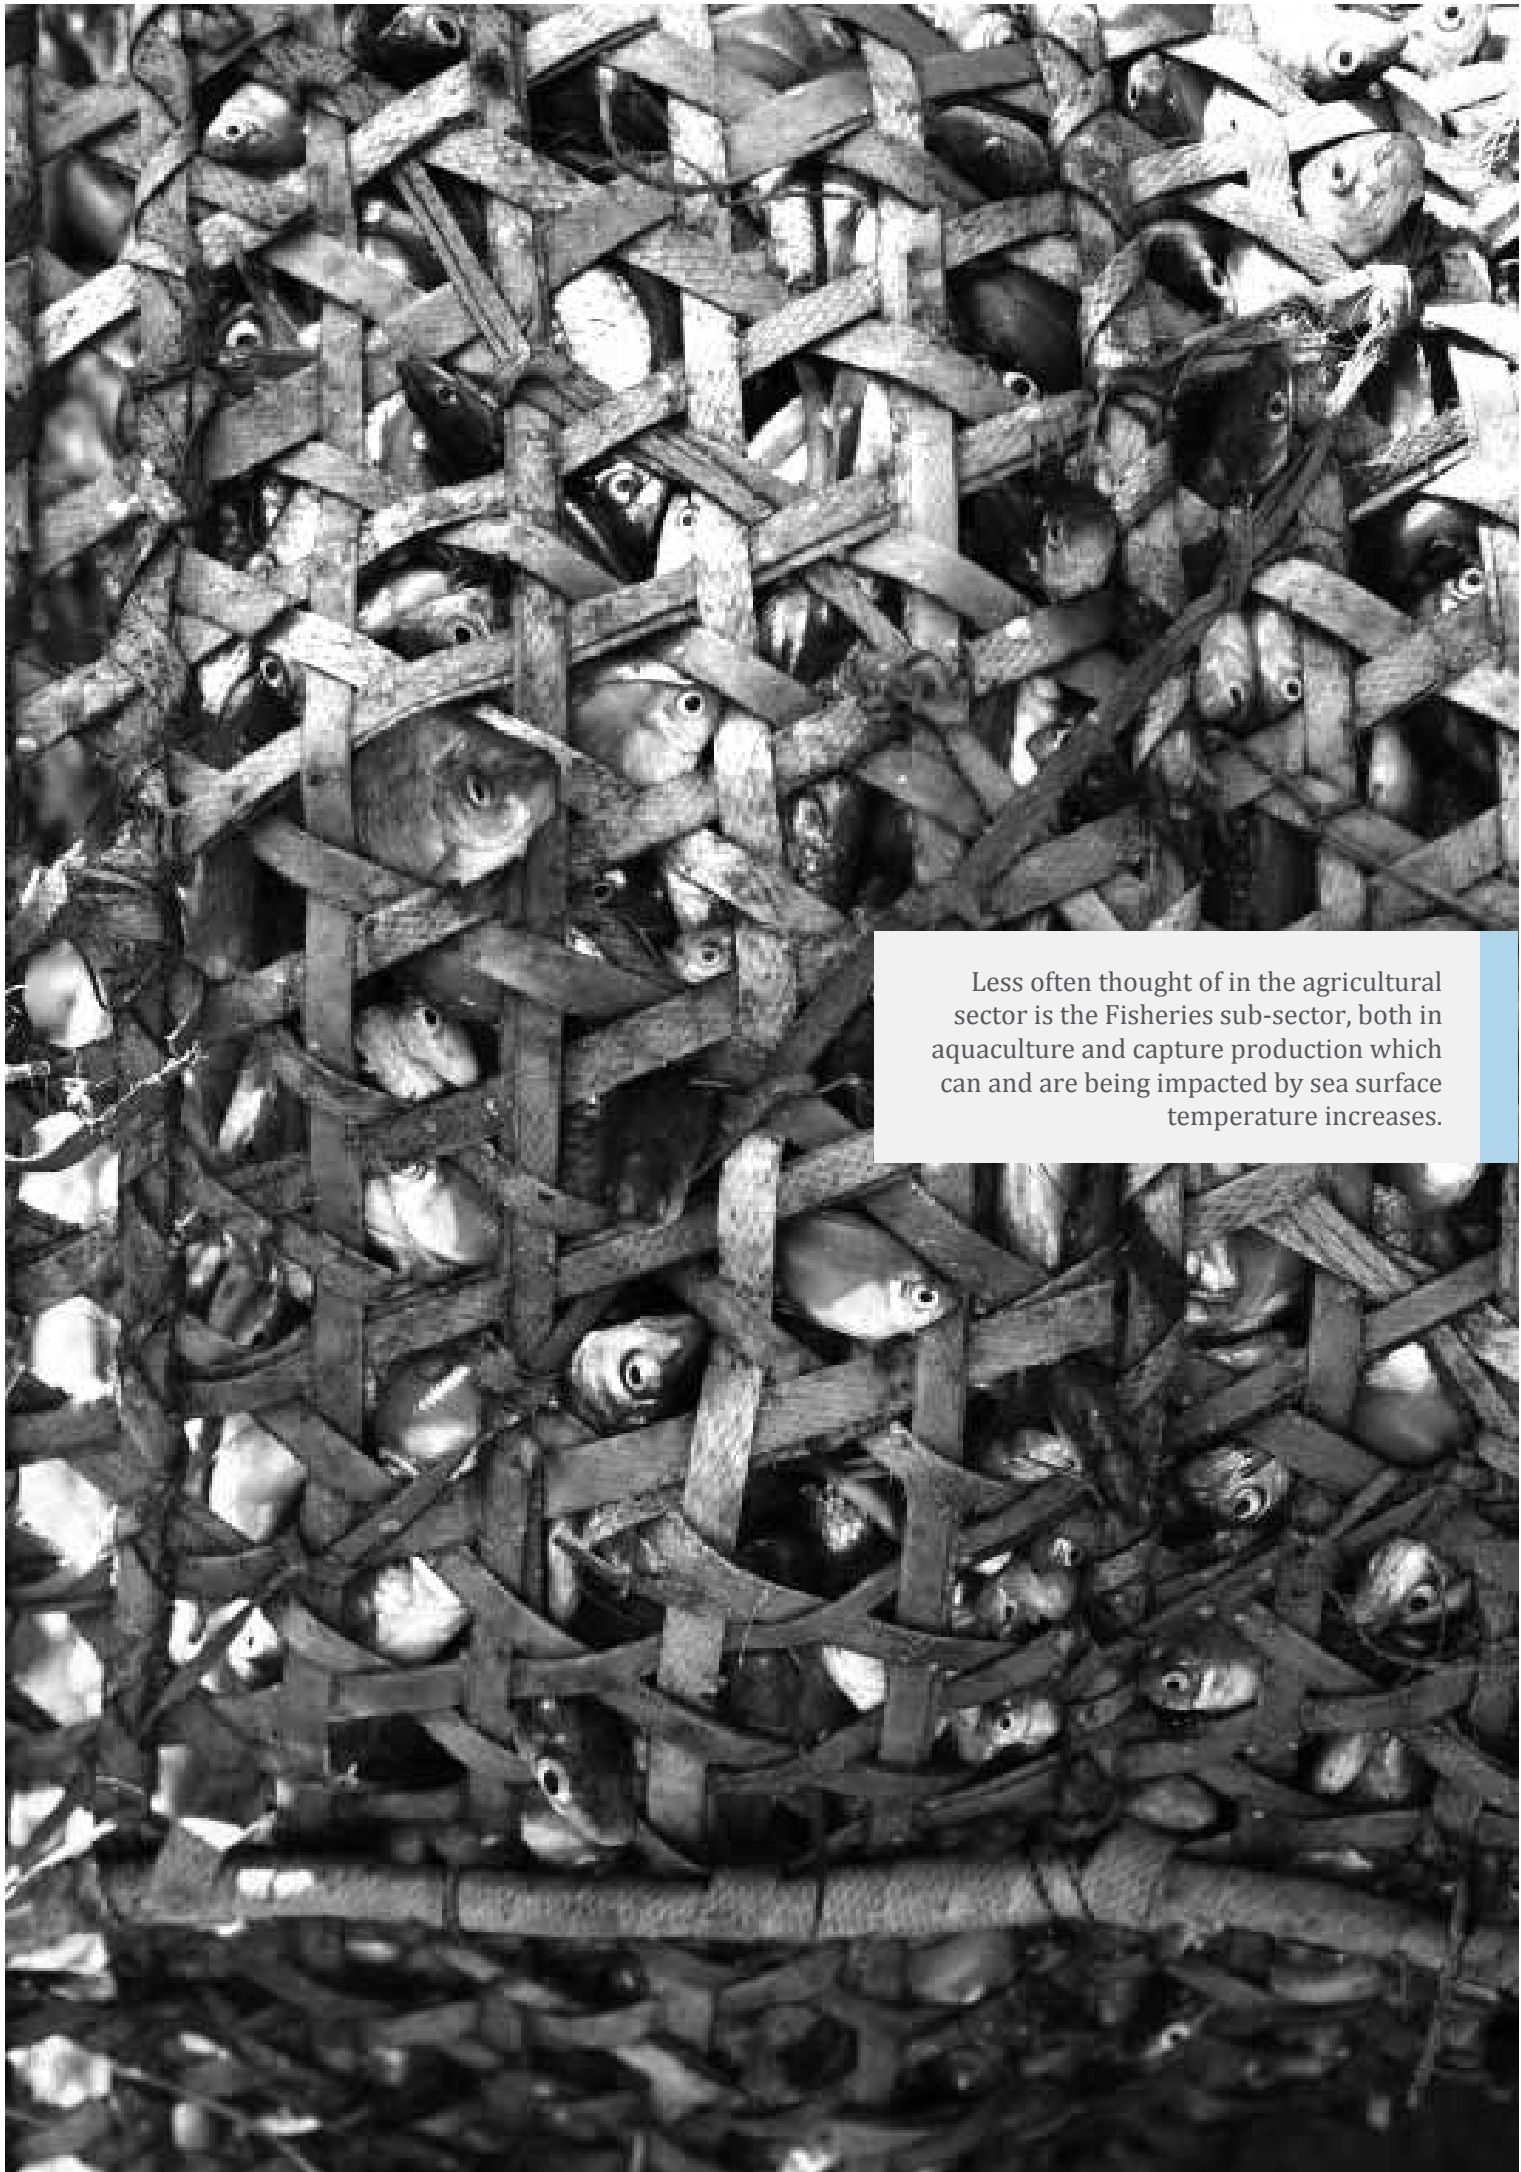 Less often thought of in the agricultural
sector is the Fisheries sub-sector, both in
aquaculture and capture production which
can and are being impacted by sea surface
temperature increases.